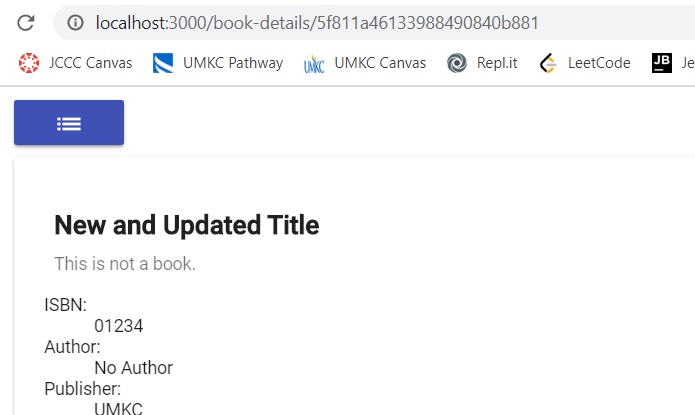 localhost:3000/book-details/5f811a46133988490840b881
JCCC Canvas UMKC Pathway UMKC UMKC Canvas Repl.it LeetCode JB Je
New and Updated Title
This is not a book.
ISBN:
01234
Author:
No Author
Publisher:
UMKC